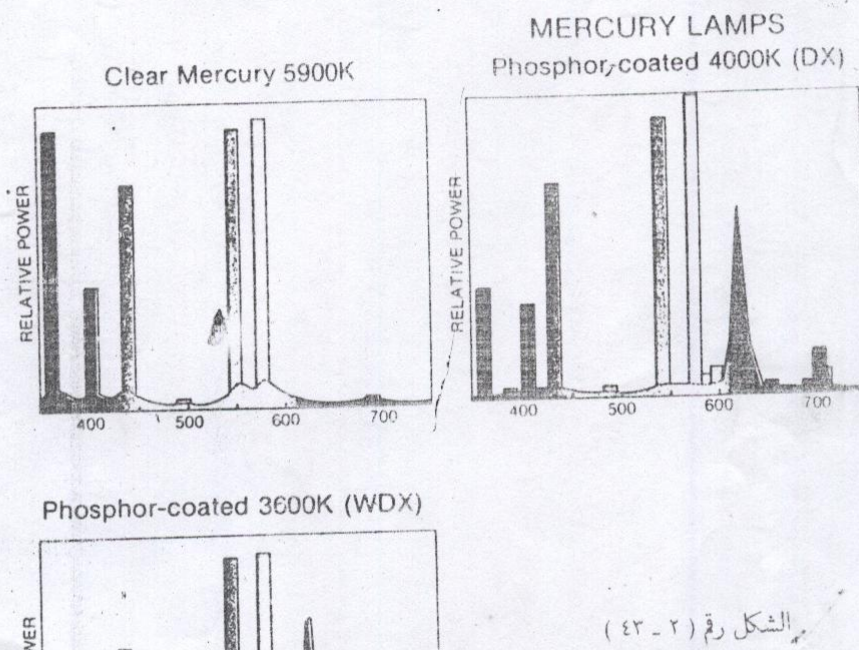 MERCURY LAMPS
Clear Mercury 5900K
Phosphor-coated 4000K (DX)
RELATIVE POWER
400 500 600 700
RELATIVE POWER
400 500 600 700
Phosphor-coated 3600K (WDX)
WER
الشكل رقم ( ٢ - ٤٣ )